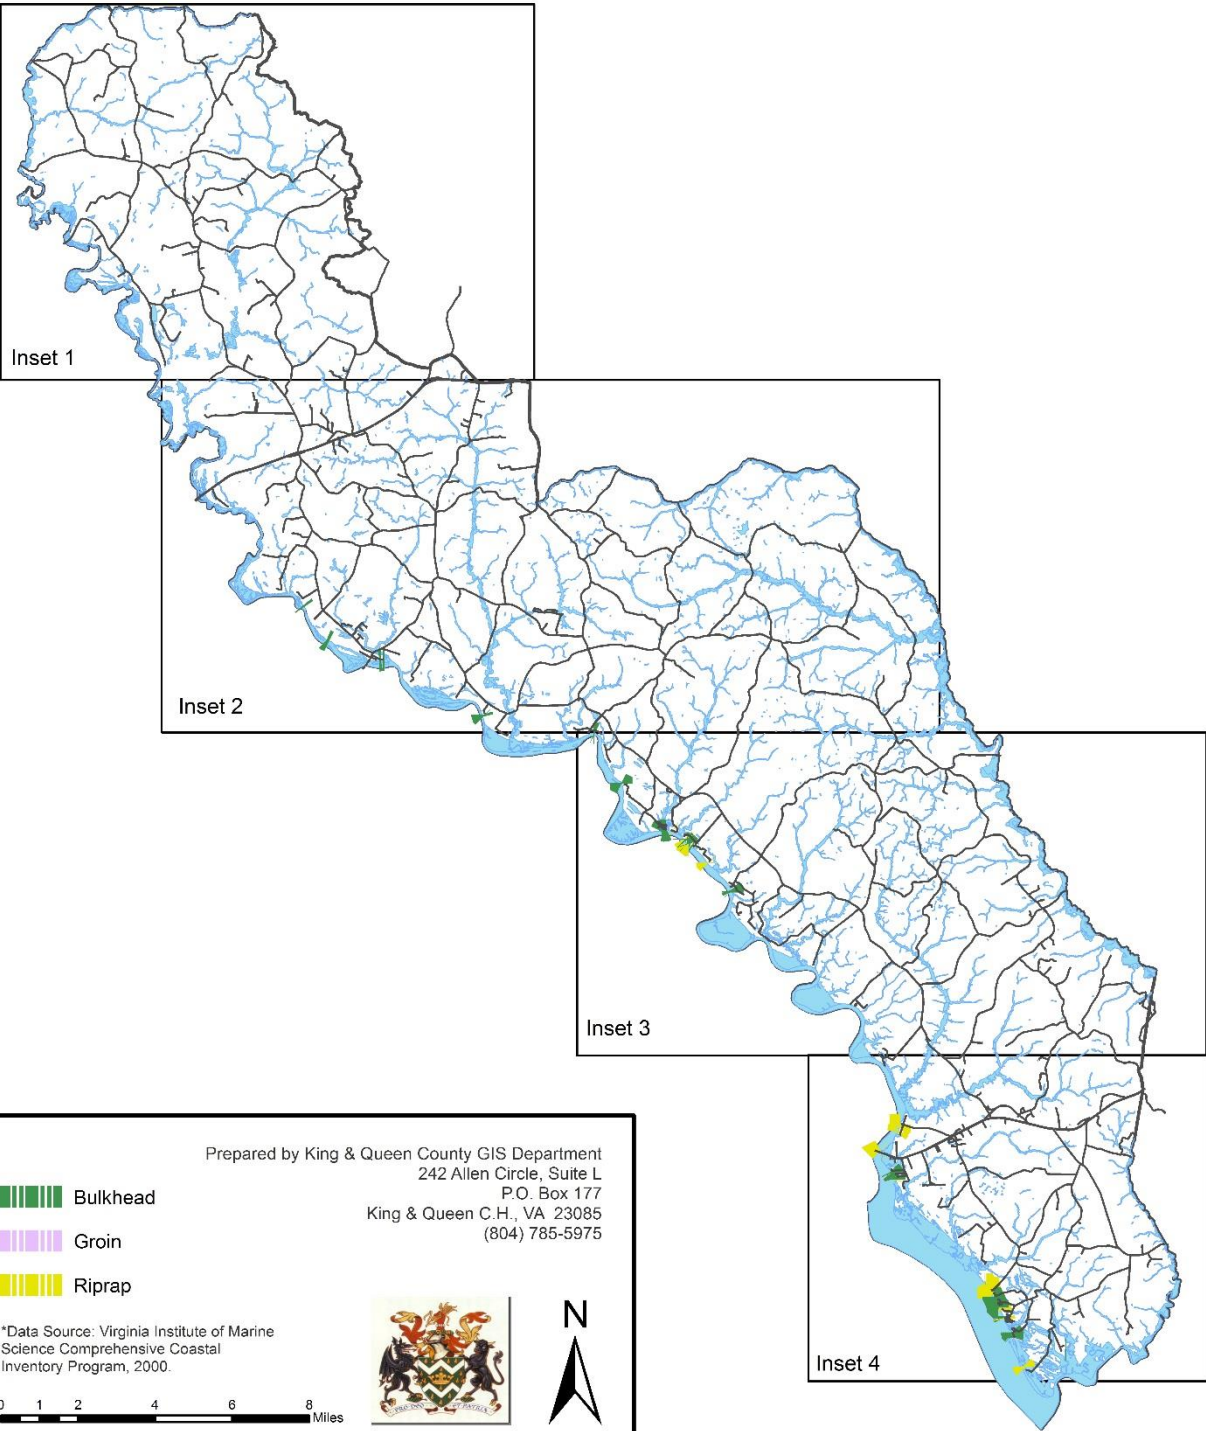 Inset 1
Inset 2
Inset 3
Inset 4
Prepared by King & Queen County GIS Department
242 Allen Circle, Suite L
P.O. Box 177
King & Queen C.H., VA 23085
(804) 785-5975
Bulkhead
Groin
Riprap
*Data Source: Virginia Institute of Marine
Science Comprehensive Coastal
Inventory Program, 2000.
N
0 1 2 4 6 8
Miles